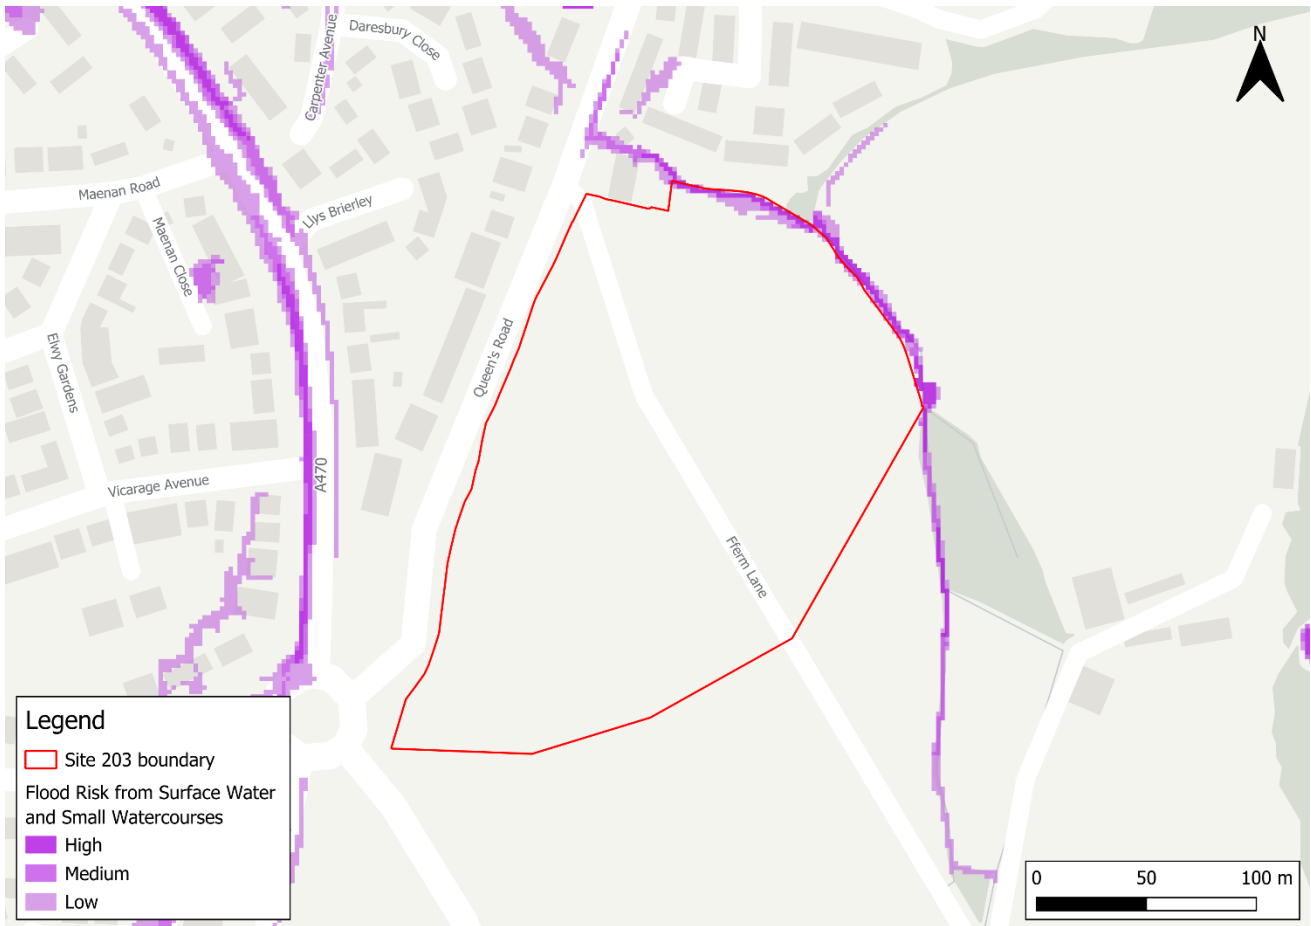 Daresbury Close
Carpenter Avenue
N
Maenan Road
Llys Brierley
Maenan Close
Elwy Gardens
Queen's Road
A470
Vicarage Avenue
Fferm Lane
Legend
Site 203 boundary
Flood Risk from Surface Water
and Small Watercourses
High
Medium
Low
0 50 100 m